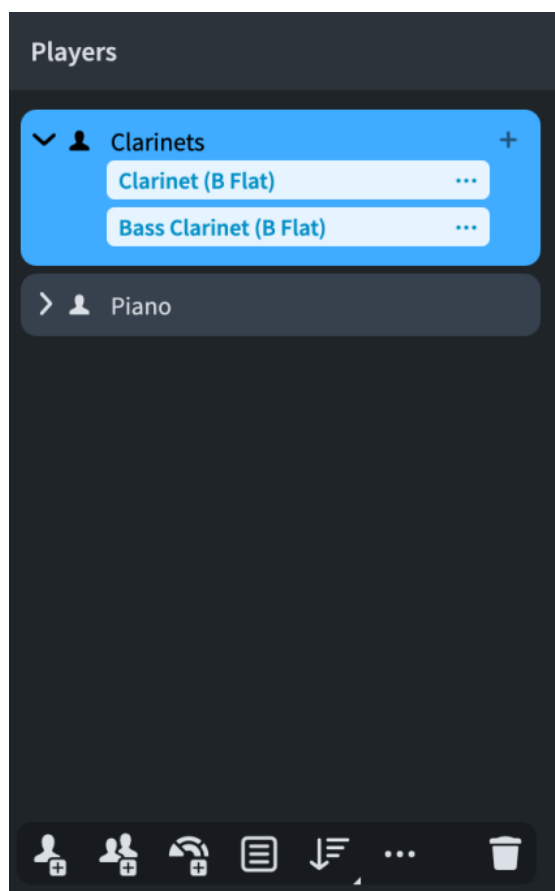 Players
Clarinets
Clarinet (B Flat)
Bass Clarinet (B Flat)
Piano